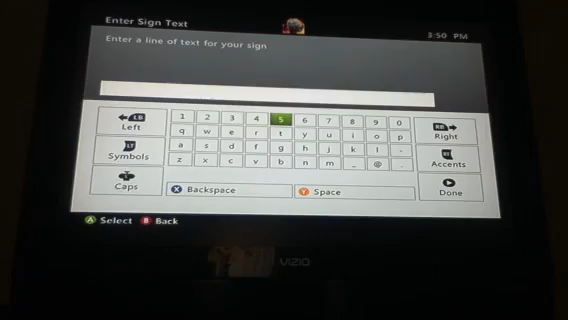 Enter Sign Text
3:50 PM
Enter a line of text for your sign
LB Left
1 2 3 4 5 6 7 8 9 0
RB Right
q w e r t y u i o p
LT Symbols
a s d f g h j k l -
RT Accents
z x c v b n m _ @ .
Caps
X Backspace
Y Space
Done
A Select B Back
VIZIO